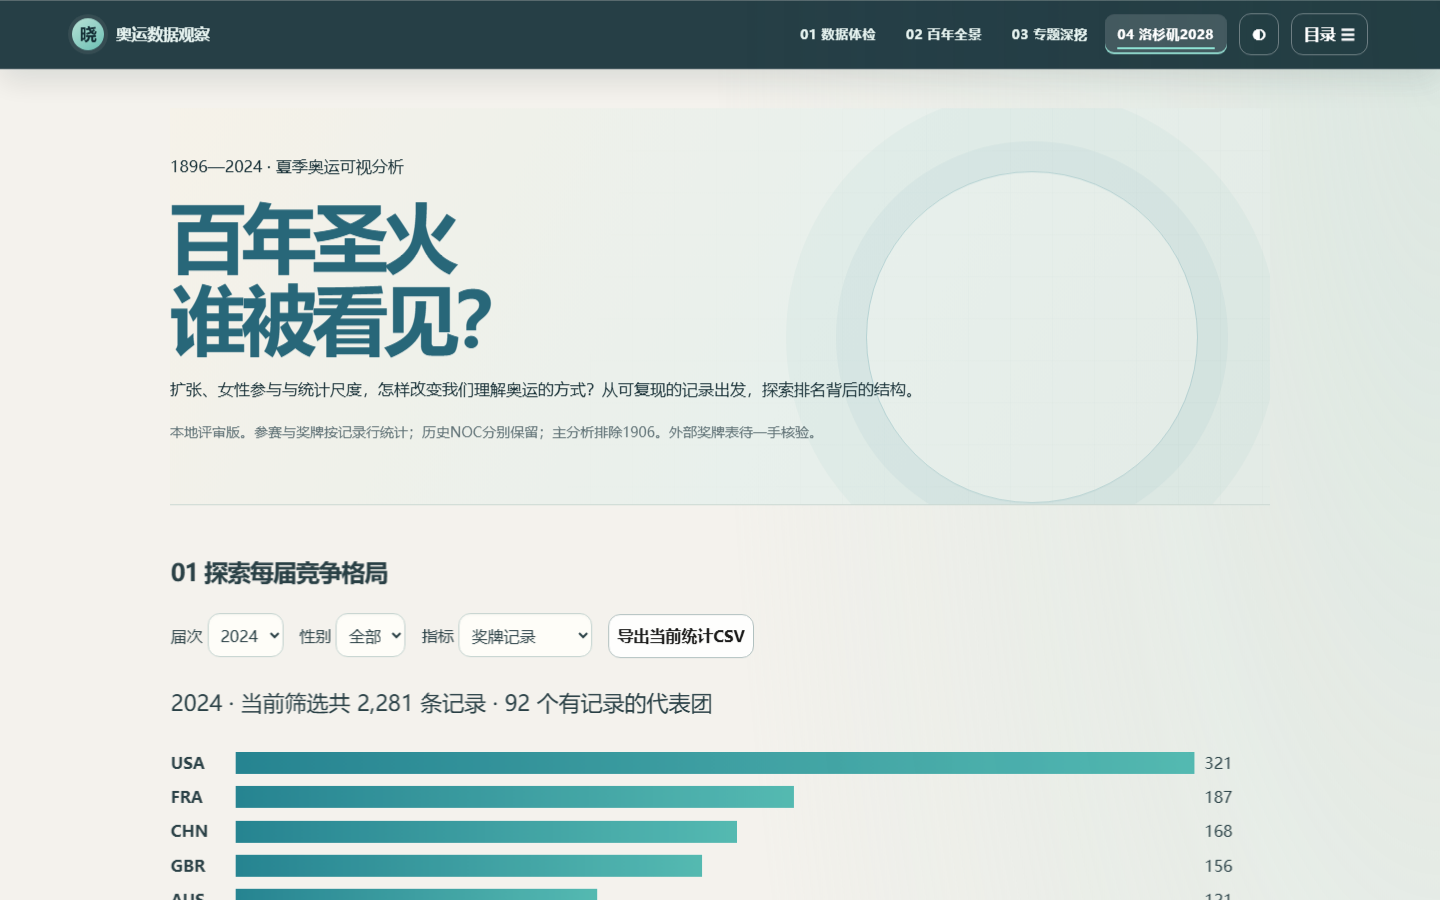 晓 奥运数据观察 01 数据体检 02 百年全景 03 专题深挖 04 洛杉矶2028 目录 ☰
1896—2024 · 夏季奥运可视分析
百年圣火
谁被看见?
扩张、女性参与与统计尺度，怎样改变我们理解奥运的方式？从可复现的记录出发，探索排名背后的结构。
本地评审版。参赛与奖牌按记录行统计；历史NOC分别保留；主分析排除1906。外部奖牌表待一手核验。
01 探索每届竞争格局
届次 2024 性别 全部 指标 奖牌记录 导出当前统计CSV
2024 · 当前筛选共 2,281 条记录 · 92 个有记录的代表团
USA 321
FRA 187
CHN 168
GBR 156
AUS 121